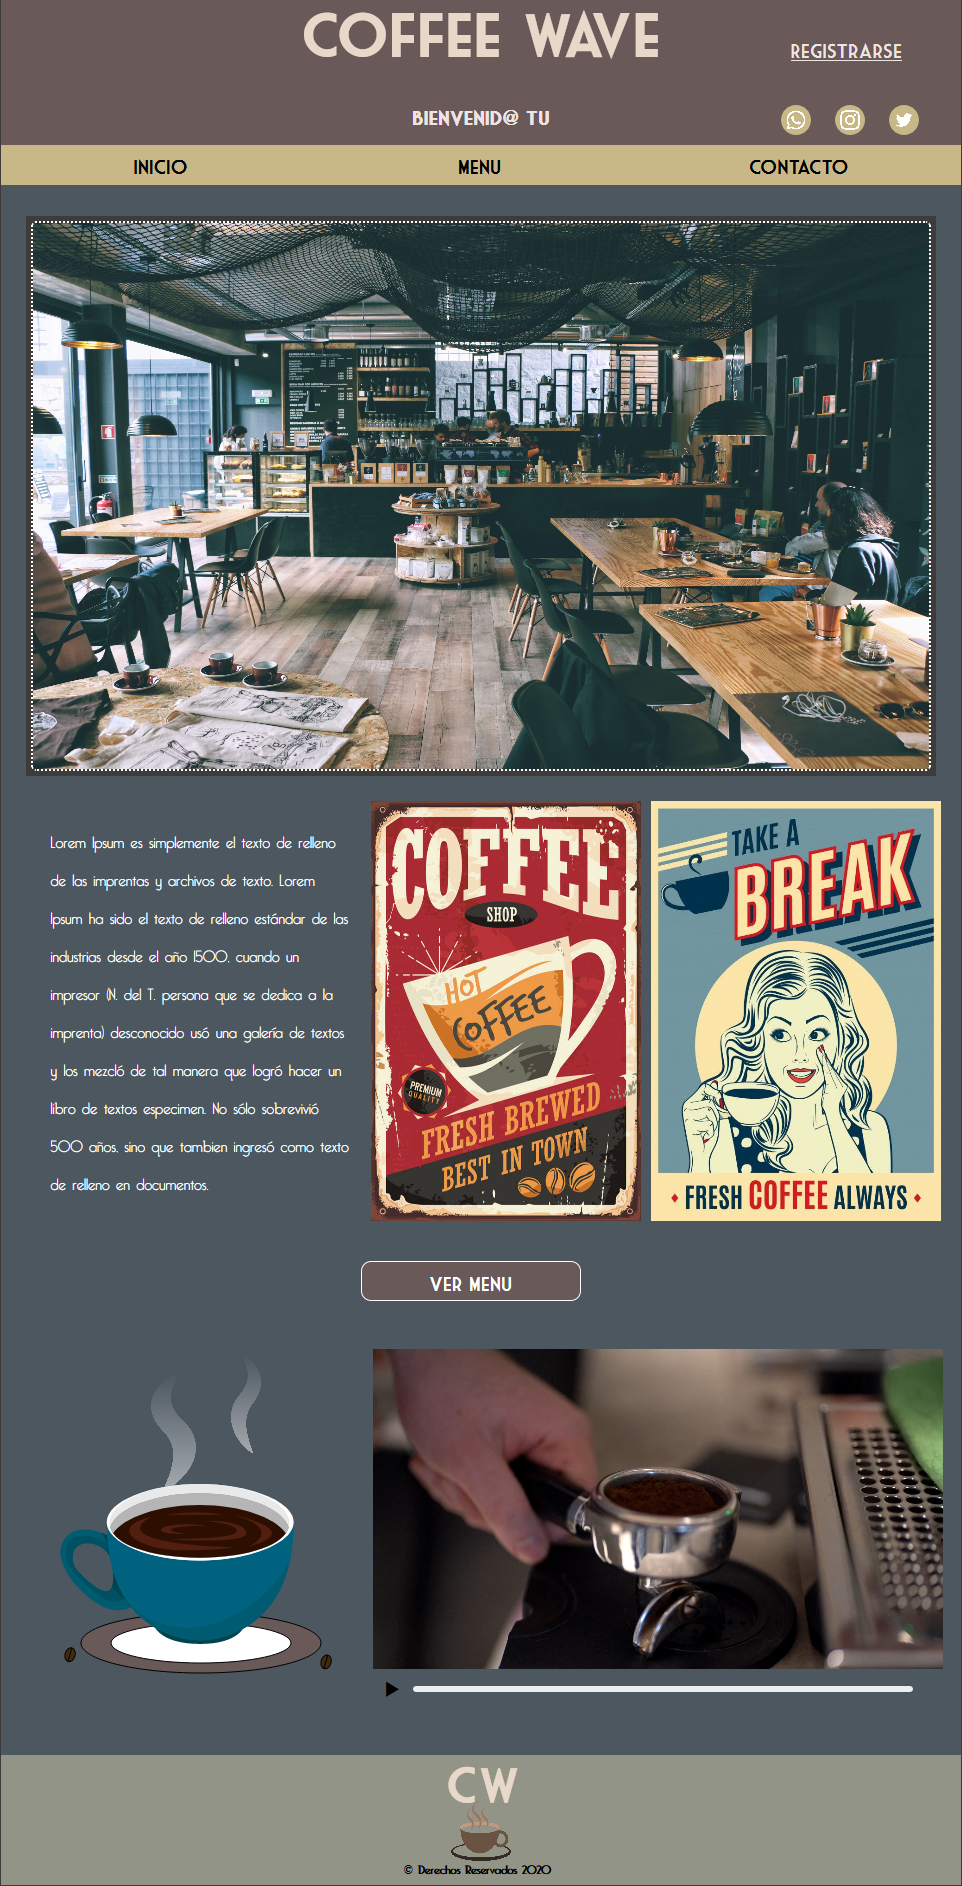 COFFEE WAVE
REGISTRARSE
BIENVENID@ TU
INICIO MENU CONTACTO
Lorem Ipsum es simplemente el texto de relleno
de las imprentas y archivos de texto. Lorem
Ipsum ha sido el texto de relleno estándar de las
industrias desde el año 1500, cuando un
impresor (N. del T. persona que se dedica a la
imprenta) desconocido usó una galería de textos
y los mezcló de tal manera que logró hacer un
libro de textos especimen. No sólo sobrevivió
500 años, sino que tambien ingresó como texto
de relleno en documentos.
COFFEE
SHOP
HOT
COFFEE
PREMIUM
QUALITY
FRESH BREWED
BEST IN TOWN
TAKE A
BREAK
FRESH COFFEE ALWAYS
VER MENU
CW
© Derechos Reservados 2020